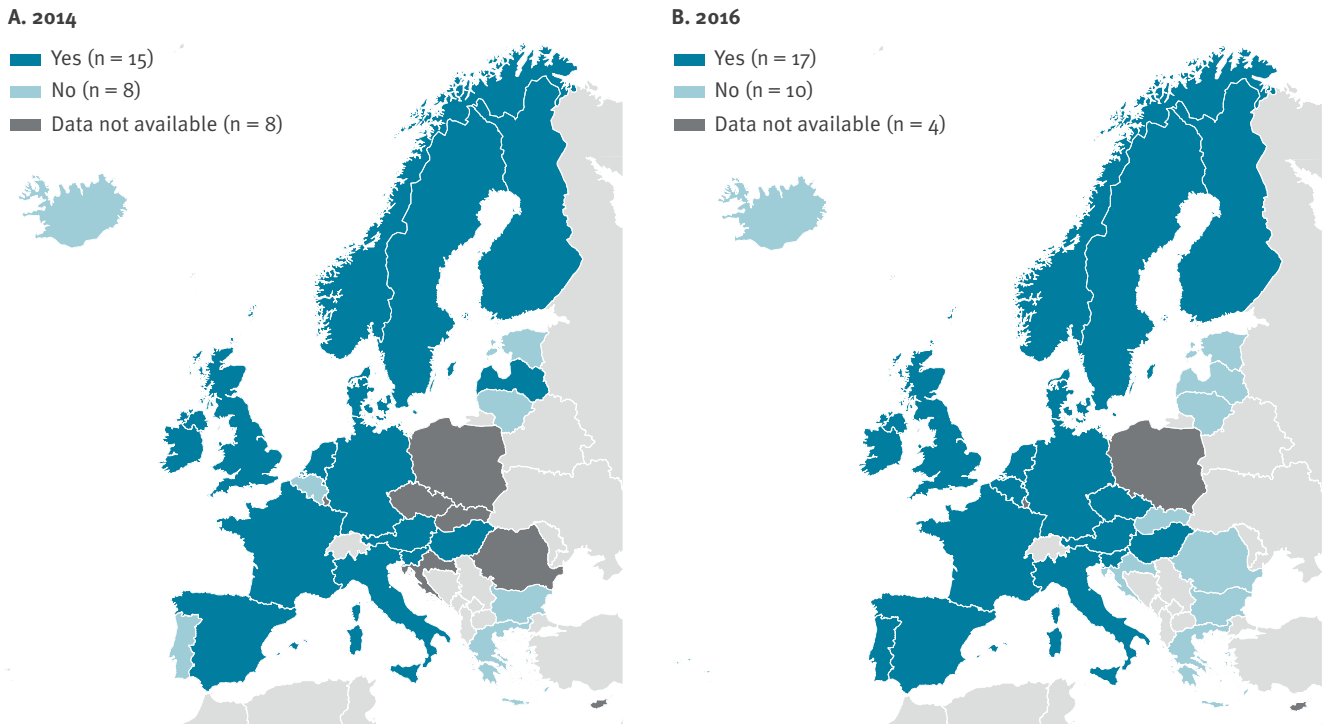 A. 2014
Yes (n = 15)
No (n = 8)
Data not available (n = 8)
B. 2016
Yes (n = 17)
No (n = 10)
Data not available (n = 4)